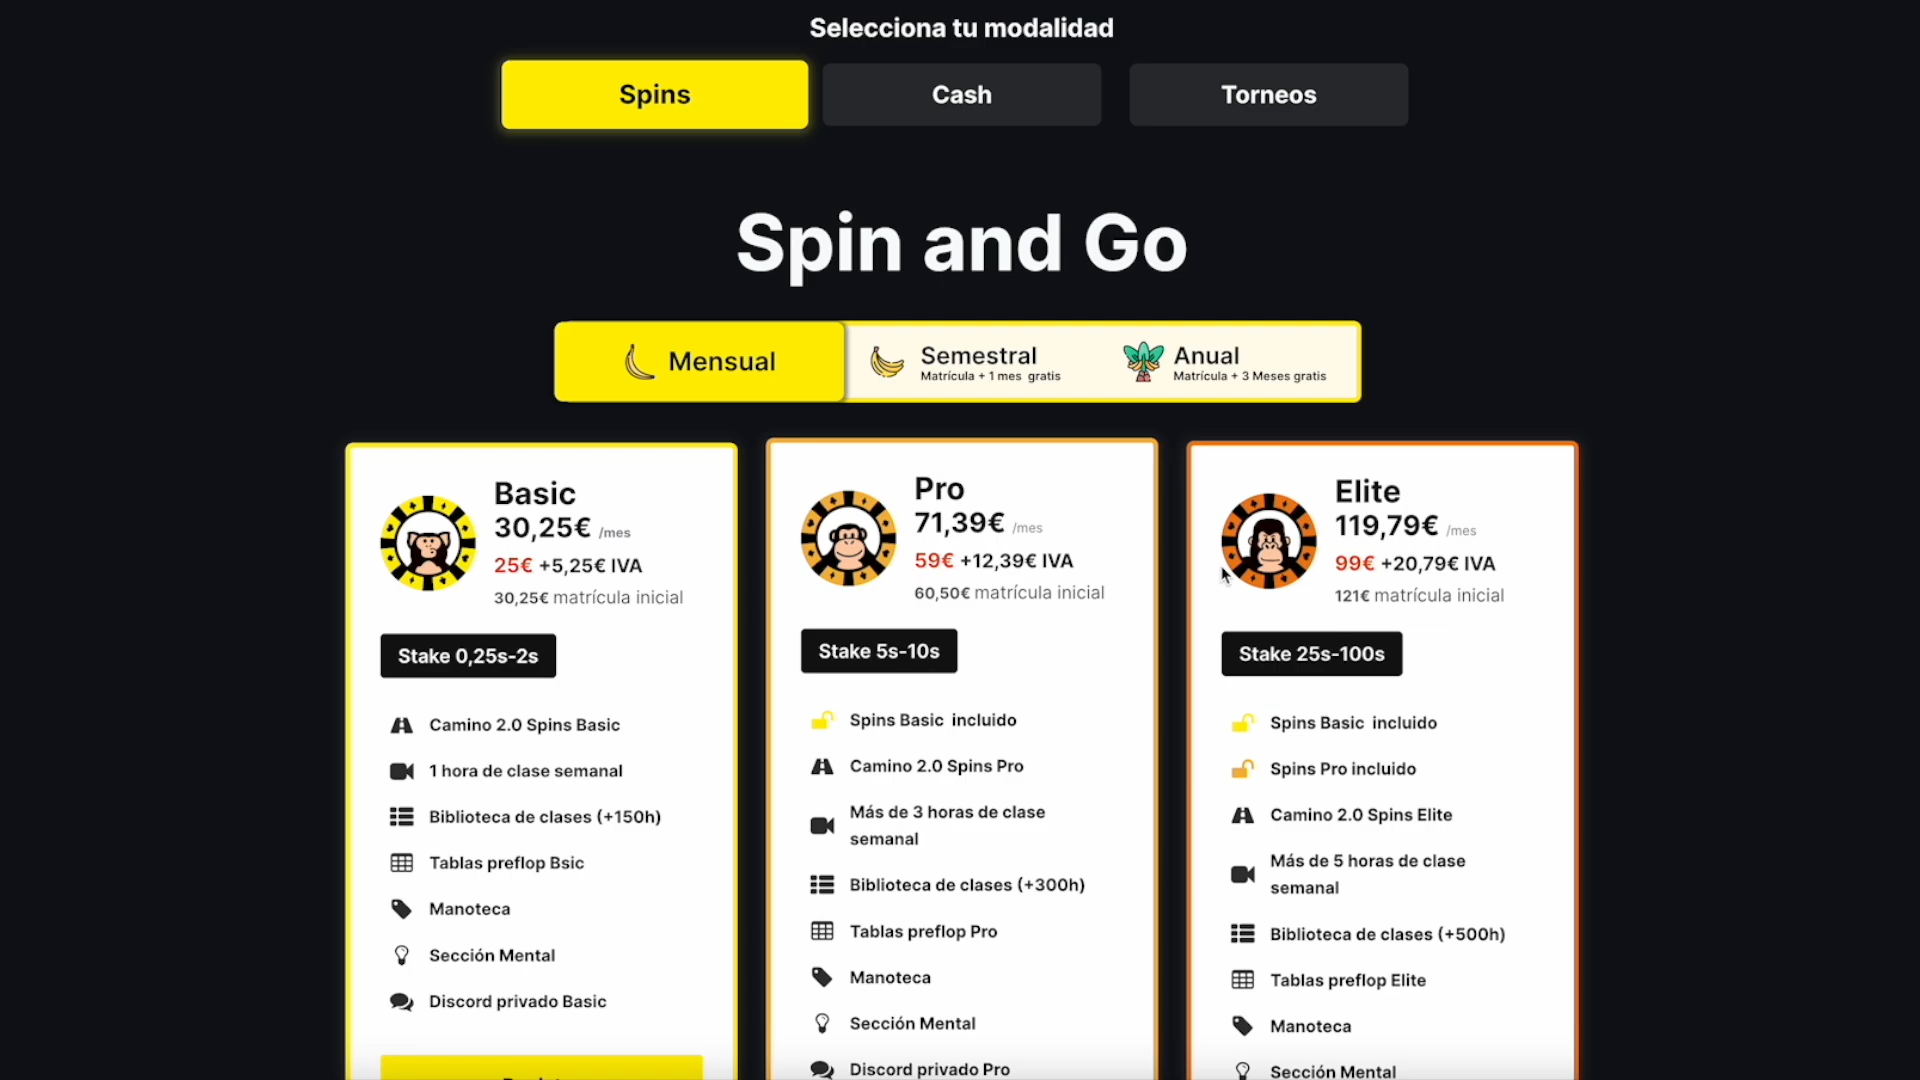 Selecciona tu modalidad
Spins
Cash
Torneos
Spin and Go
Mensual
Semestral
Matrícula + 1 mes gratis
Anual
Matrícula + 3 Meses gratis
Basic
30,25€ /mes
25€ +5,25€ IVA
30,25€ matrícula inicial
Stake 0,25s-2s
Camino 2.0 Spins Basic
1 hora de clase semanal
Biblioteca de clases (+150h)
Tablas preflop Bsic
Manoteca
Sección Mental
Discord privado Basic
Pro
71,39€ /mes
59€ +12,39€ IVA
60,50€ matrícula inicial
Stake 5s-10s
Spins Basic incluido
Camino 2.0 Spins Pro
Más de 3 horas de clase
semanal
Biblioteca de clases (+300h)
Tablas preflop Pro
Manoteca
Sección Mental
Discord privado Pro
Elite
119,79€ /mes
99€ +20,79€ IVA
121€ matrícula inicial
Stake 25s-100s
Spins Basic incluido
Spins Pro incluido
Camino 2.0 Spins Elite
Más de 5 horas de clase
semanal
Biblioteca de clases (+500h)
Tablas preflop Elite
Manoteca
Sección Mental